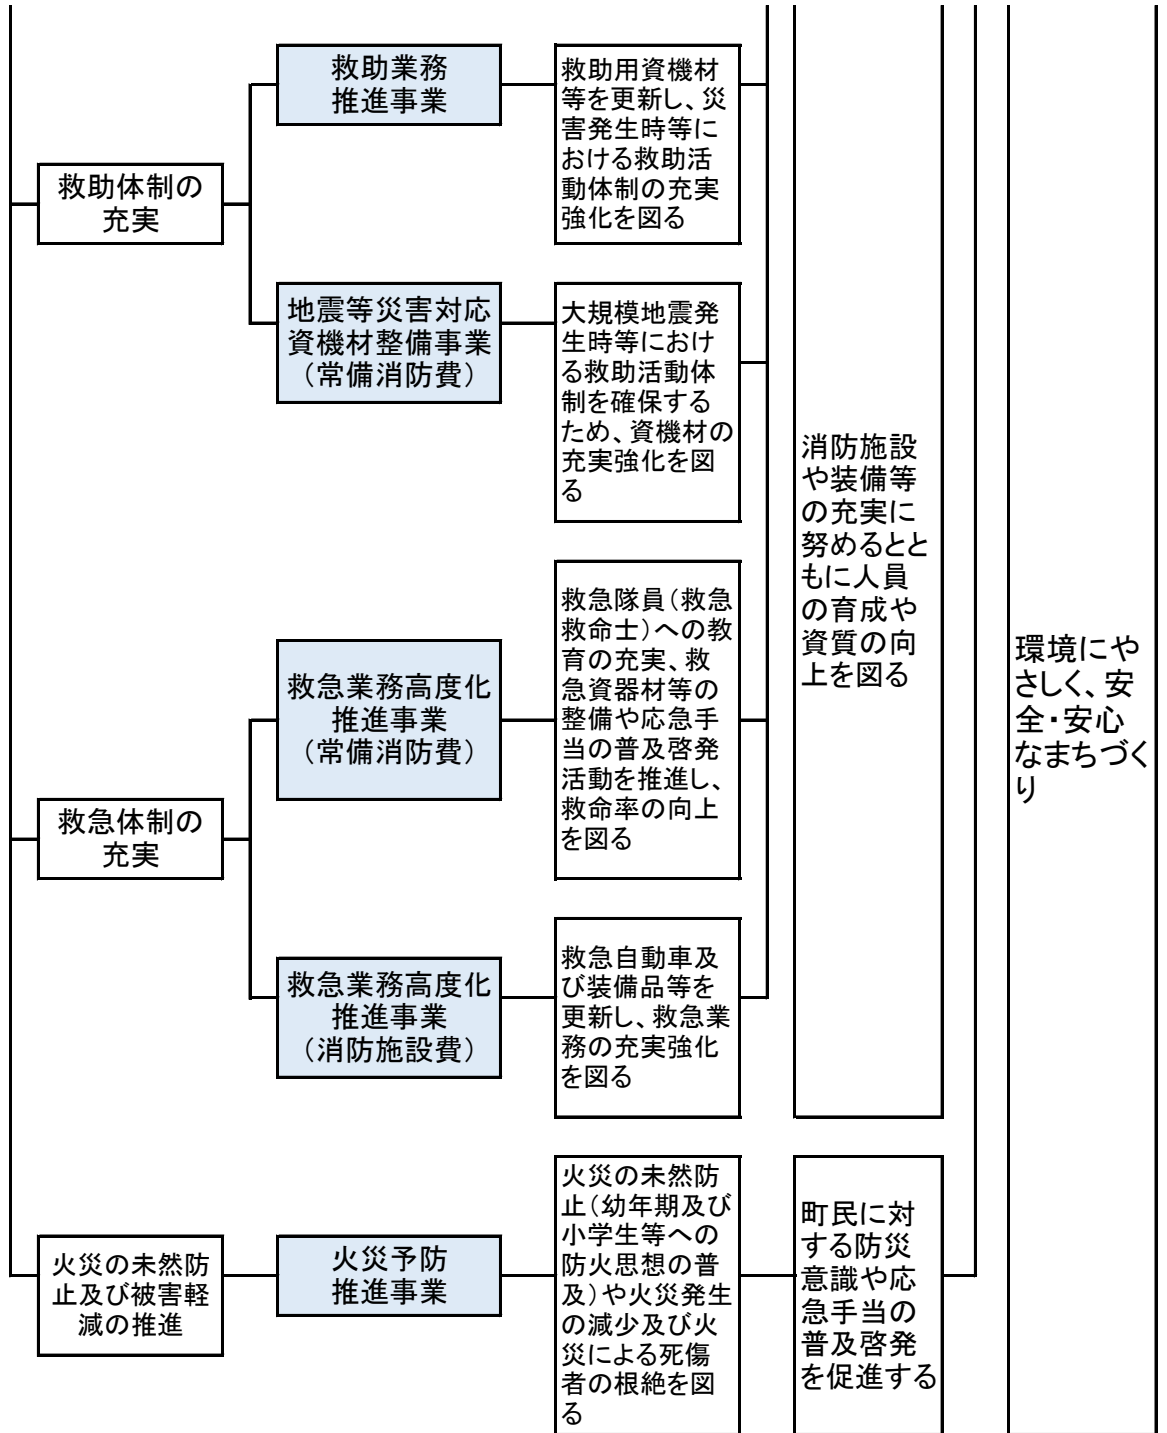 救助業務
推進事業
救助用資機材
等を更新し、災
害発生時等に
おける救助活
動体制の充実
強化を図る
救助体制の
充実
地震等災害対応
資機材整備事業
（常備消防費）
大規模地震発
生時等におけ
る救助活動体
制を確保する
ため、資機材の
充実強化を図
る
消防施設
や装備等
の充実に
努めるとと
もに人員
の育成や
資質の向
上を図る
環境にや
さしく、安
全・安心
なまちづく
り
救急業務高度化
推進事業
（常備消防費）
救急隊員（救急
救命士）への教
育の充実、救
急資器材等の
整備や応急手
当の普及啓発
活動を推進し、
救命率の向上
を図る
救急体制の
充実
救急業務高度化
推進事業
（消防施設費）
救急自動車及
び装備品等を
更新し、救急業
務の充実強化
を図る
火災の未然防
止及び被害軽
減の推進
火災予防
推進事業
火災の未然防
止（幼年期及び
小学生等への
防火思想の普
及）や火災発生
の減少及び火
災による死傷
者の根絶を図
る
町民に対
する防災
意識や応
急手当の
普及啓発
を促進する